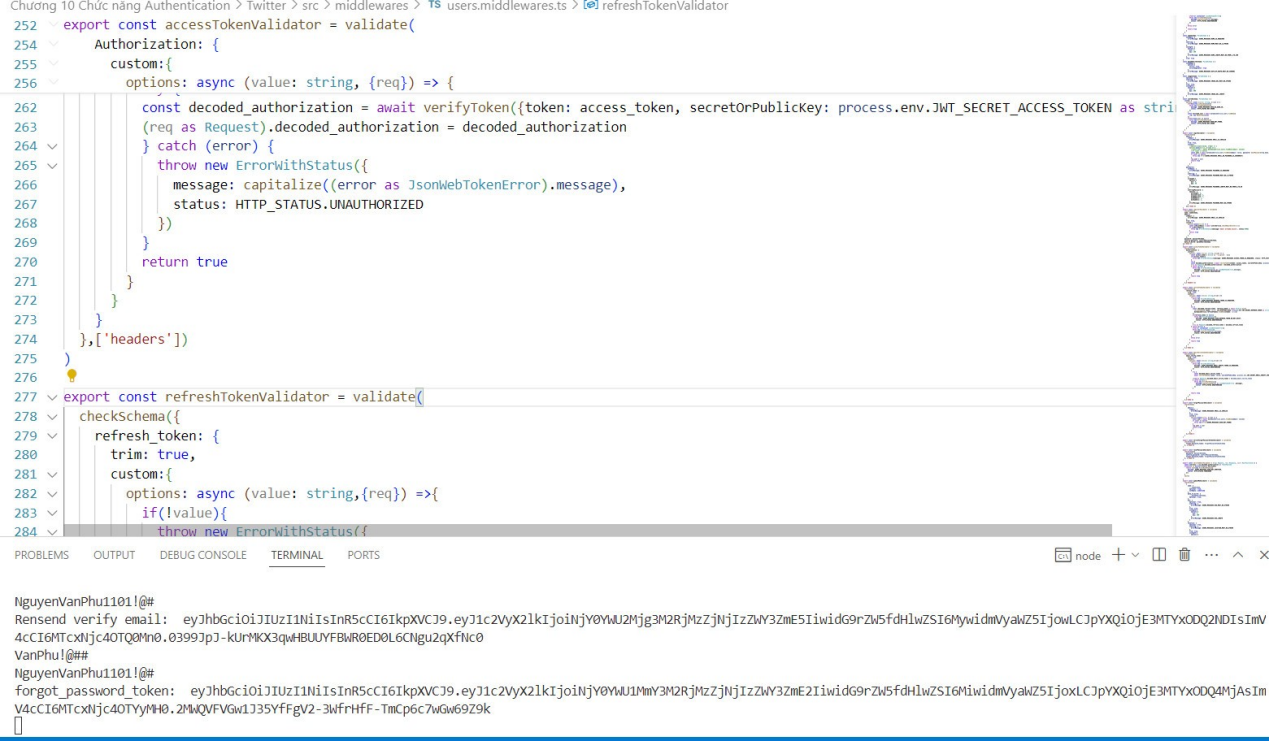 Chương 10 Chức năng Authentication > Twitter > src > middlewares > TS users.middlewares.ts > refreshTokenValidator
252 export const accessTokenValidator = validate(
254 Authorization: {
255 custom:{
256 options: async (value: string, {req}) => {
262 const decoded_authorization = await verifyToken({token: access_token, secretOrPublicKey: process.env.JWT_SECRET_ACCESS_TOKEN as stri
263 (req as Request).decoded_authorization = decoded_authorization
264 } catch (error) {
265 throw new ErrorWithStatus({
266 message: capitalize((error as JsonWebTokenError).message),
267 status: HTTP_STATUS.UNAUTHORIZED
268 })
269 }
270 return true
271 }
272 }
273 }
274 },['headers'])
275 )
276
277 export const refreshTokenValidator = validate(
278 checkSchema({
279 refresh_token: {
280 trim: true,
281 custom:{
282 options: async (value: string,{req}) =>{
283 if(!value){
284 throw new ErrorWithStatus({
PROBLEMS OUTPUT DEBUG CONSOLE TERMINAL PORTS node
NguyenVanPhu1101!@#
Rensend verify email: eyJhbGciOiJIUzI1NiIsInR5cCI6IkpXVCJ9.eyJ1c2VyX2lkIjoiNjY0YWU2Mjg3M2RjMzZjNjIzZWY3ZmE5IiwidG9rZW5fdHlwZSI6MywidmVyaWZ5IjowLCJpYXQiOjE3MTYxODQ2NDIsImV
4cCI6MTcxNjc4OTQ0Mn0.0399JpJ-kUrMKX3qwHBUUYFBWR0ED0L6CNgu2qXfNc0
VanPhu!@##
NguyenVanPhu1101!@#
forgot_password_token: eyJhbGciOiJIUzI1NiIsInR5cCI6IkpXVCJ9.eyJ1c2VyX2lkIjoiNjY0YWU1MmY3M2RjMzZjNjIzZWY3ZmE2IiwidG9rZW5fdHlwZSI6MiwidmVyaWZ5IjoxLCJpYXQiOjE3MTYxODQ4MjAsIm
V4cCI6MTcxNjc4OTYyMH0.2MWQVFVGw1J35YfFgV2-3WfrHfF-TmCp6c7wGw69Z9k